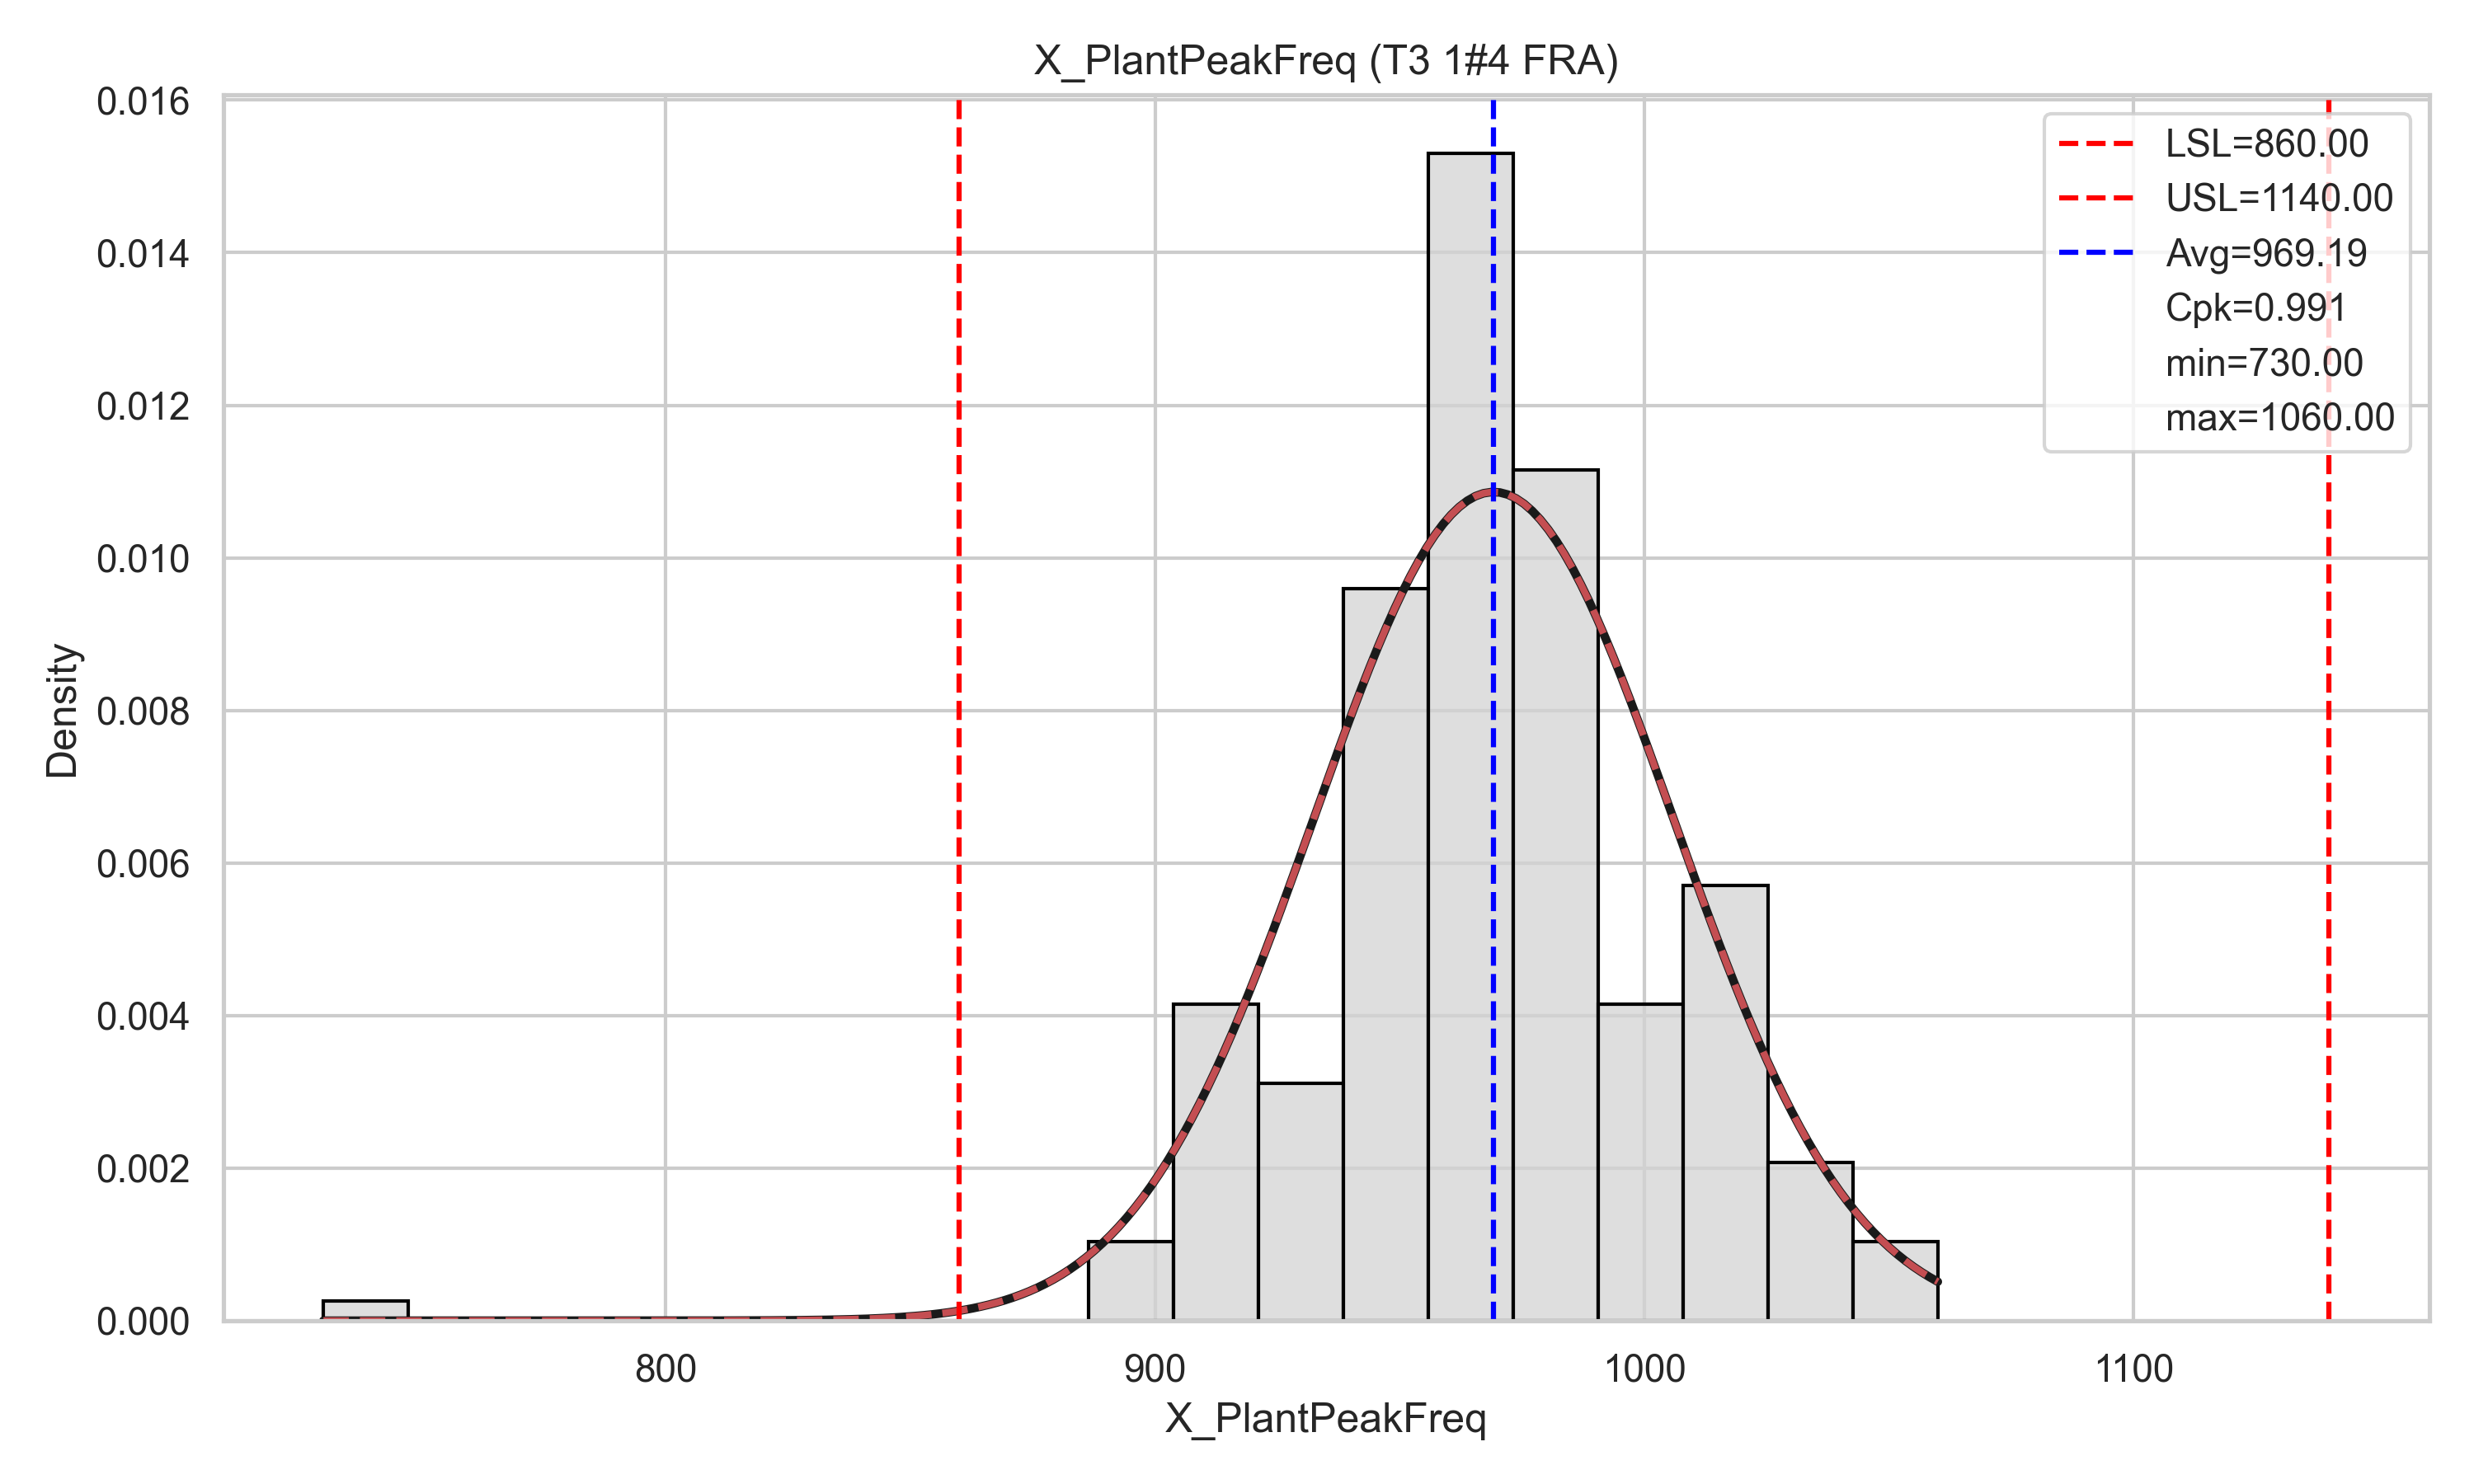 X_PlantPeakFreq (T3 1#4 FRA)
0.016
0.014
0.012
0.010
0.008
0.006
0.004
0.002
0.000
Density
LSL=860.00
USL=1140.00
Avg=969.19
Cpk=0.991
min=730.00
max=1060.00
800 900 1000 1100
X_PlantPeakFreq